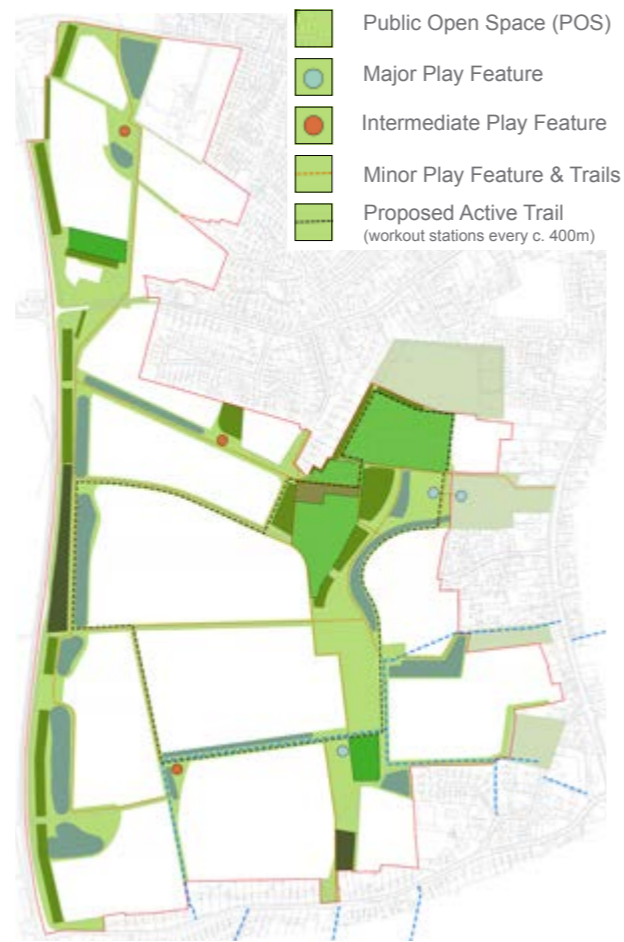 Public Open Space (POS)
Major Play Feature
Intermediate Play Feature
Minor Play Feature & Trails
Proposed Active Trail
(workout stations every c. 400m)